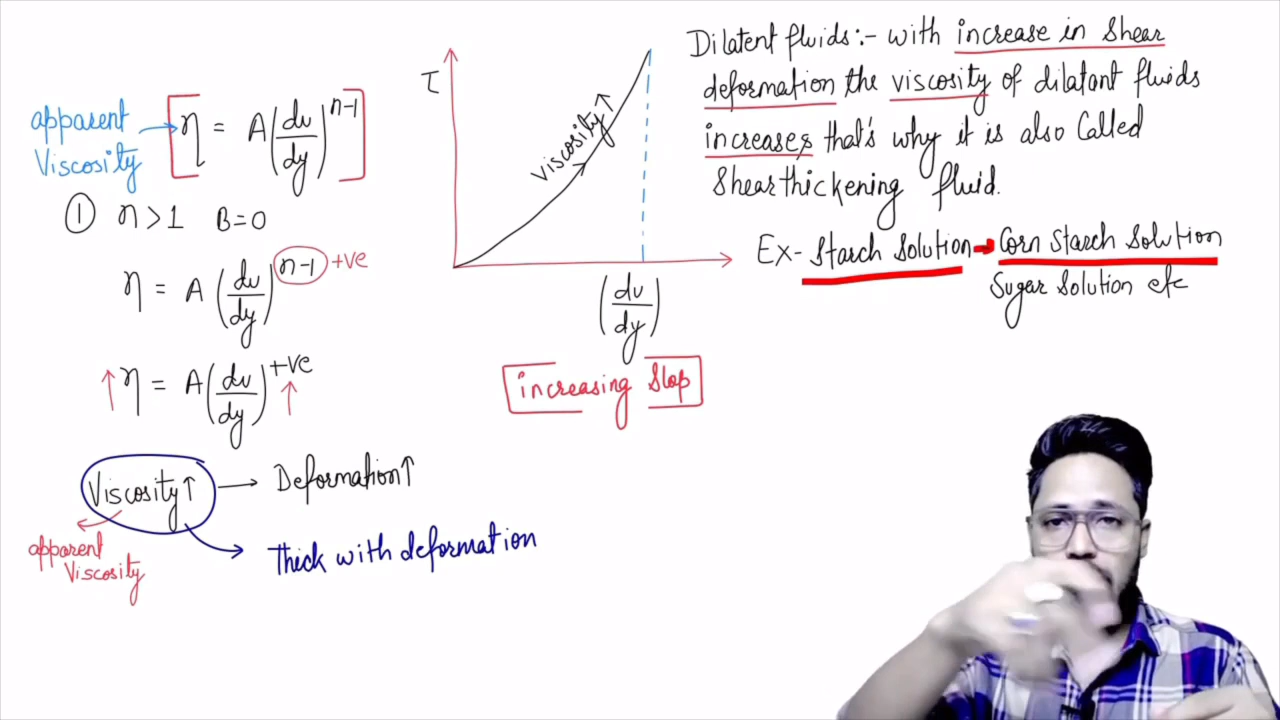 apparent
Viscosity
η = A(du/dy)^n-1
① n>1 B=0
η = A(du/dy)^n-1 +ve
↑η = A(du/dy)^+ve ↑
Viscosity↑ → Deformation↑
apparent
Viscosity
Thick with deformation
τ
Viscosity↑
(du/dy)
increasing Slop
Dilatent fluids:- with increase in Shear
deformation the viscosity of dilatant fluids
increases that's why it is also Called
Shearthickening fluid.
Ex- Starch Solution → Corn Starch Solution
Sugar Solution etc